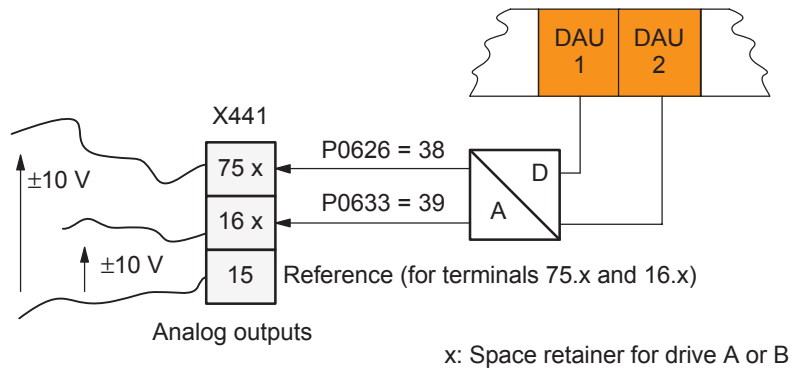 DAU 1
DAU 2
X441
75 x
P0626 = 38
D
±10 V
16 x
P0633 = 39
A
±10 V
15
Reference (for terminals 75.x and 16.x)
Analog outputs
x: Space retainer for drive A or B